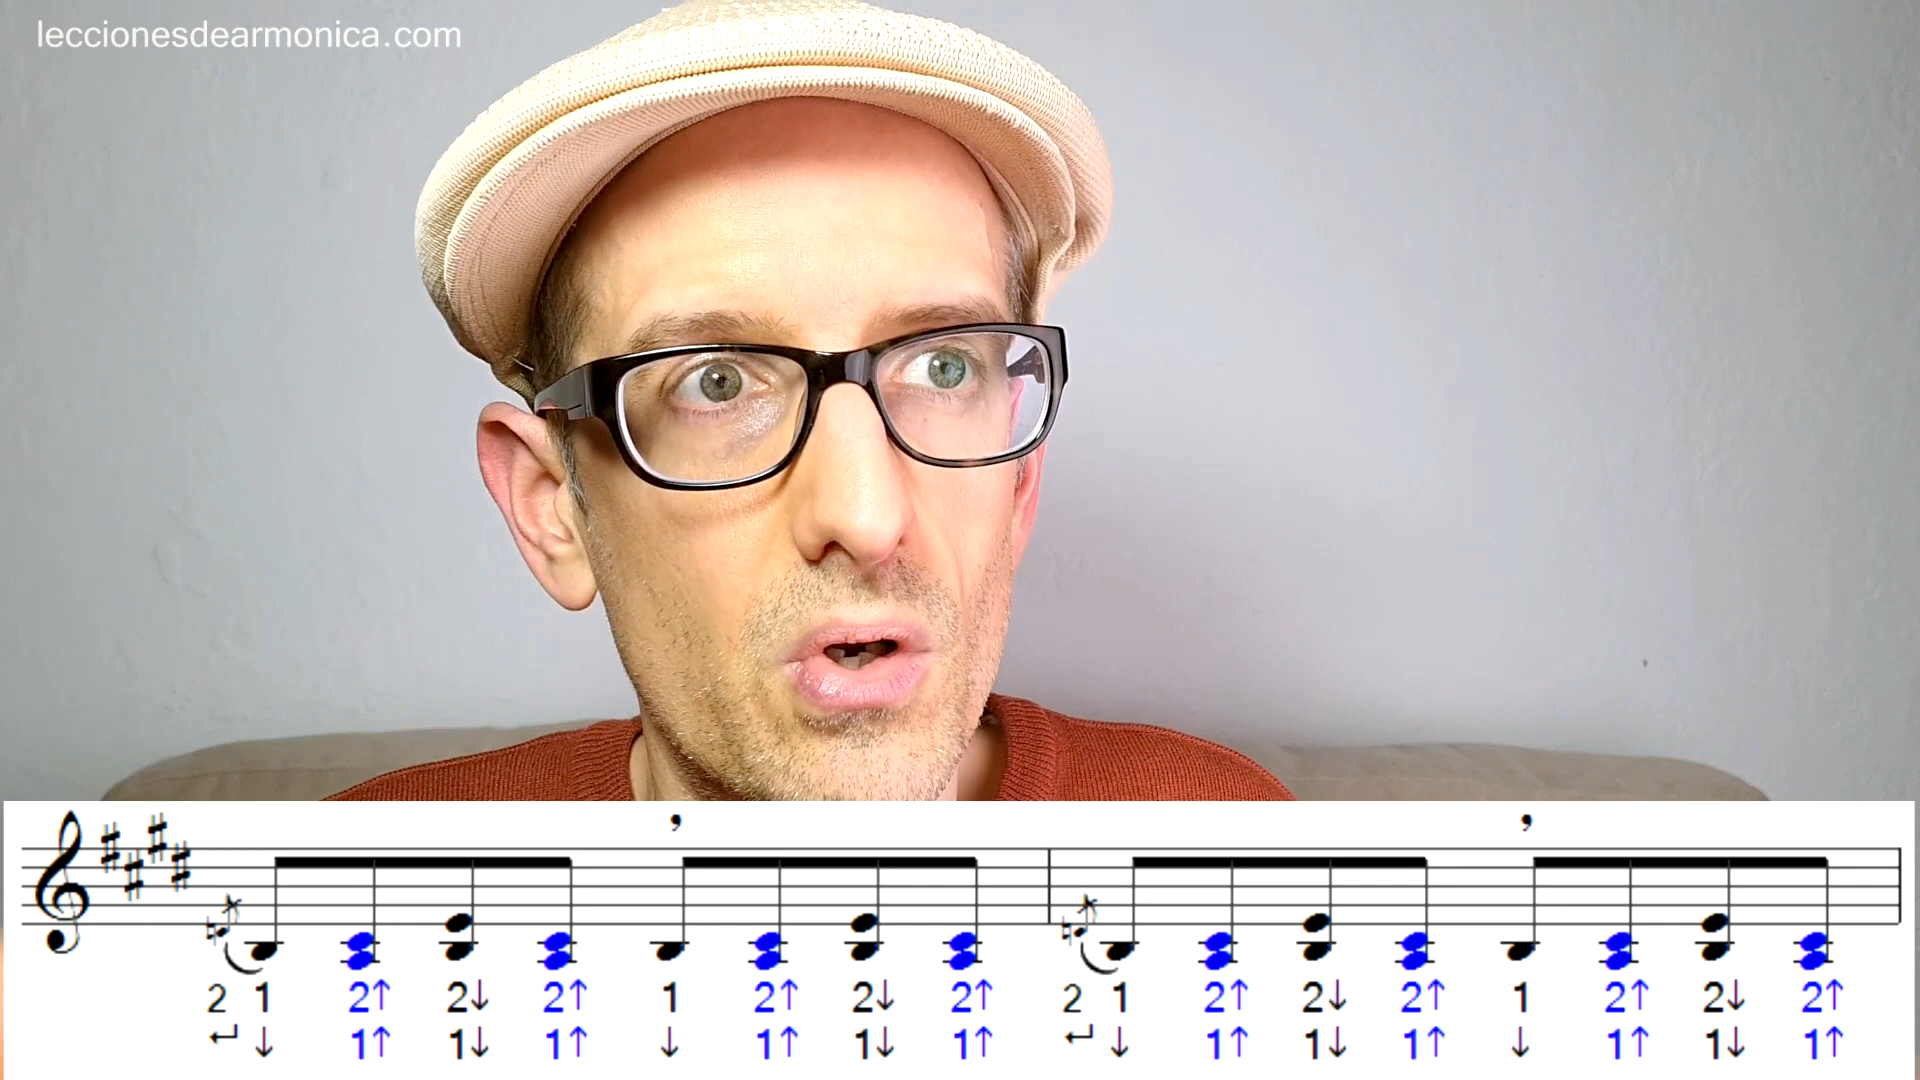 leccionesdearmonica.com
2 1 2↑ 2↓ 2↑ 1 2↑ 2↓ 2↑ 2 1 2↑ 2↓ 2↑ 1 2↑ 2↓ 2↑
↵ ↓ 1↑ 1↓ 1↑ ↓ 1↑ 1↓ 1↑ ↵ ↓ 1↑ 1↓ 1↑ ↓ 1↑ 1↓ 1↑